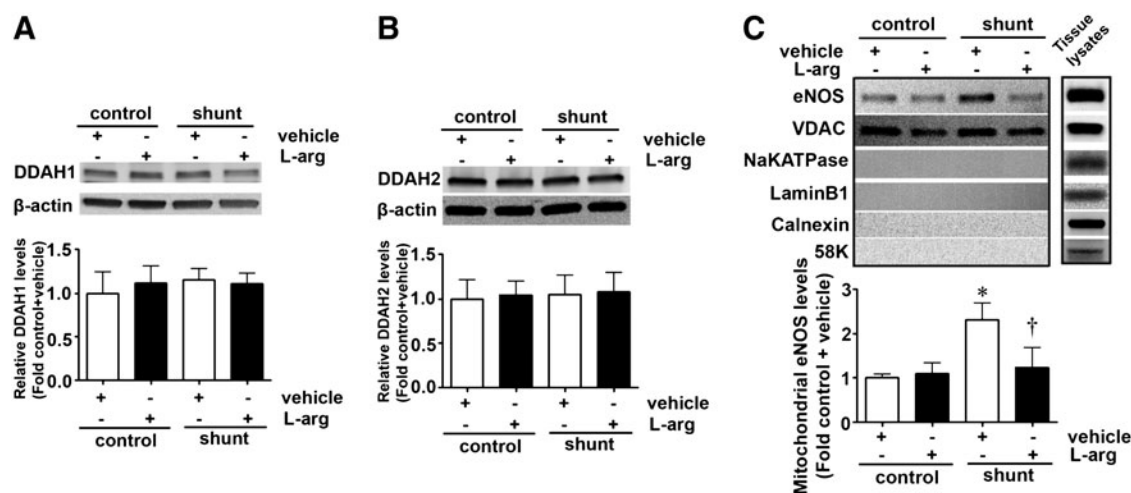 A
control shunt
+ - + - vehicle
- + - + L-arg
DDAH1
β-actin
Relative DDAH1 levels
(Fold control+vehicle)
1.5
1.0
0.5
0.0
+ - + - vehicle
- + - + L-arg
control shunt
B
control shunt
+ - + - vehicle
- + - + L-arg
DDAH2
β-actin
Relative DDAH2 levels
(Fold control+vehicle)
1.5
1.0
0.5
0.0
+ - + - vehicle
- + - + L-arg
control shunt
C
control shunt
vehicle + - + -
L-arg - + - +
Tissue
lysates
eNOS
VDAC
NaKATPase
LaminB1
Calnexin
58K
Mitochondrial eNOS levels
(Fold control + vehicle)
3
2
1
0
*
†
+ - + - vehicle
- + - + L-arg
control shunt